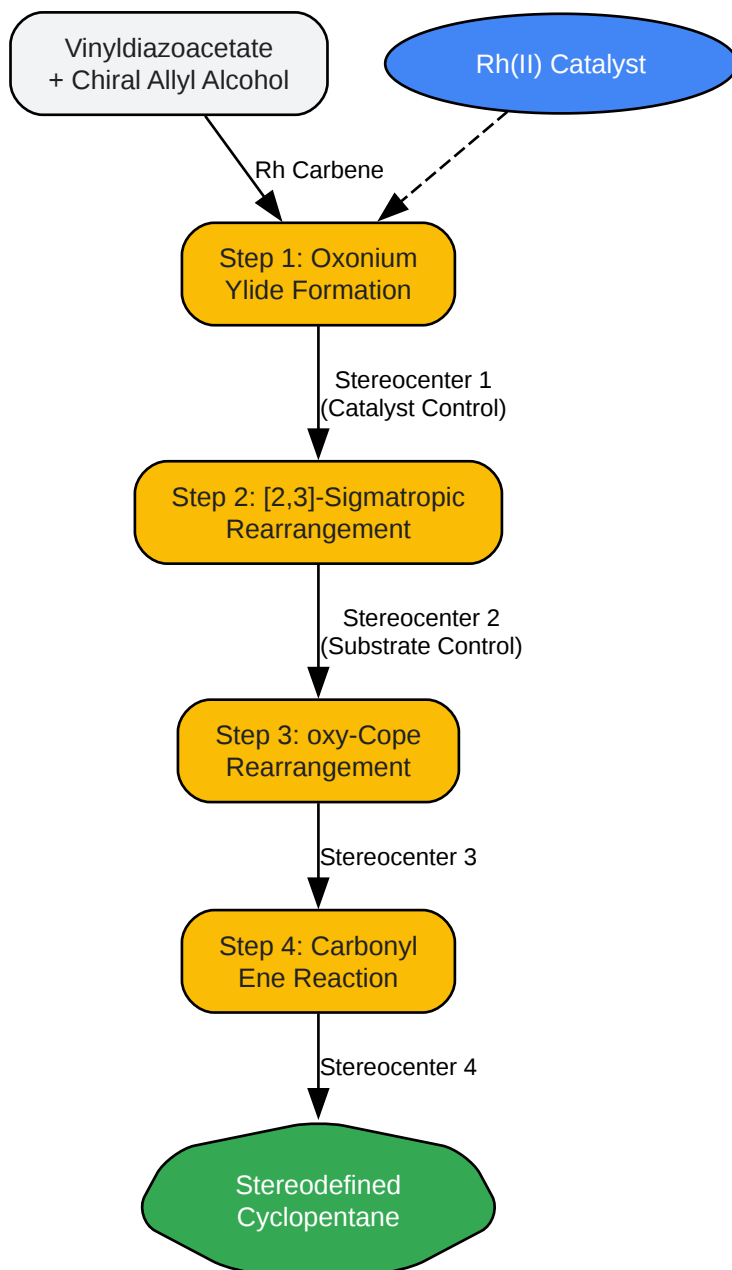 Vinyldiazoacetate
+ Chiral Allyl Alcohol
Rh(II) Catalyst
Rh Carbene
Step 1: Oxonium
Ylide Formation
Stereocenter 1
(Catalyst Control)
Step 2: [2,3]-Sigmatropic
Rearrangement
Stereocenter 2
(Substrate Control)
Step 3: oxy-Cope
Rearrangement
Stereocenter 3
Step 4: Carbonyl
Ene Reaction
Stereocenter 4
Stereodefined
Cyclopentane